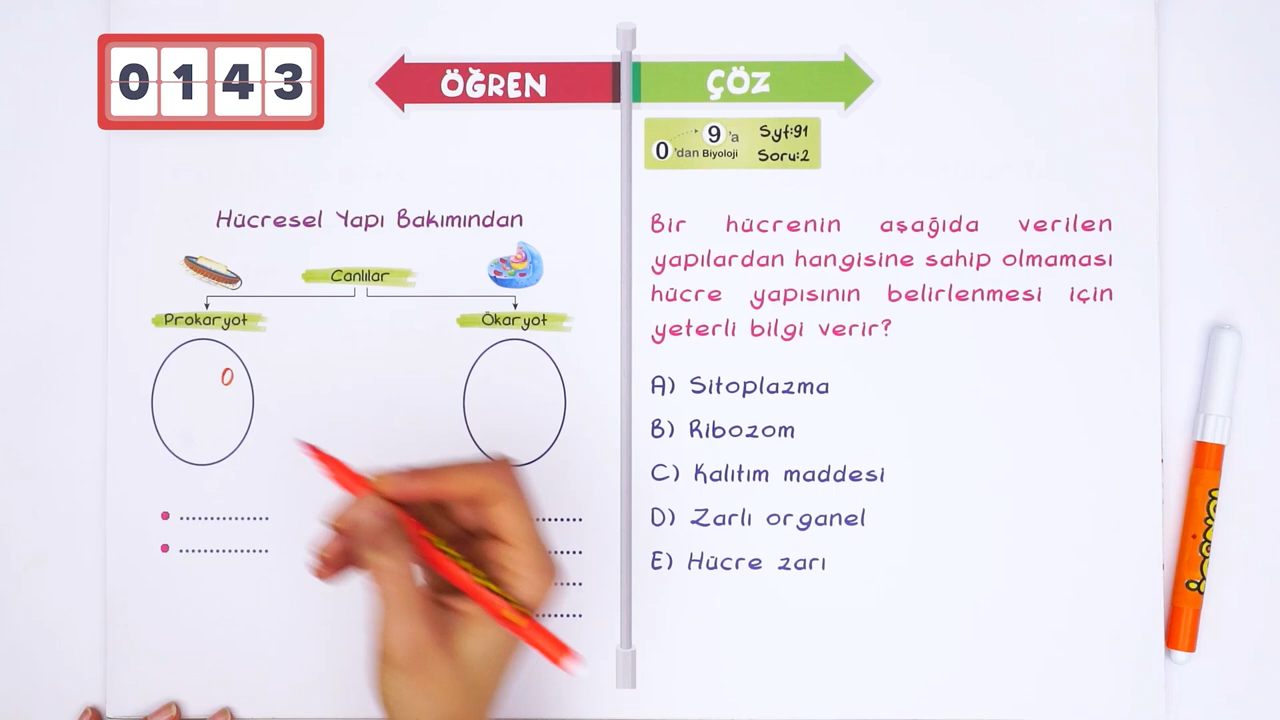 0143
ÖĞREN
ÇÖZ
0'dan 9'a Biyoloji
Syf:91
Soru:2
Hücresel Yapı Bakımından
Canlılar
Prokaryot
Ökaryot
Bir hücrenin aşağıda verilen
yapılardan hangisine sahip olmaması
hücre yapısının belirlenmesi için
yeterli bilgi verir?
A) Sitoplazma
B) Ribozom
C) Kalıtım maddesi
D) Zarlı organel
E) Hücre zarı